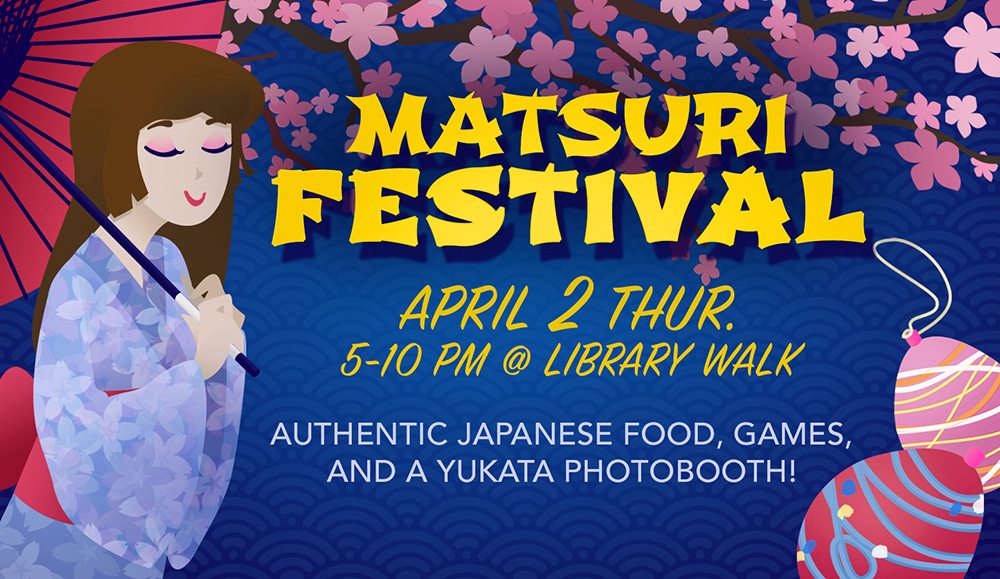 MATSURI
FESTIVAL
APRIL 2 THUR.
5-10 PM @ LIBRARY WALK
AUTHENTIC JAPANESE FOOD, GAMES,
AND A YUKATA PHOTOBOOTH!